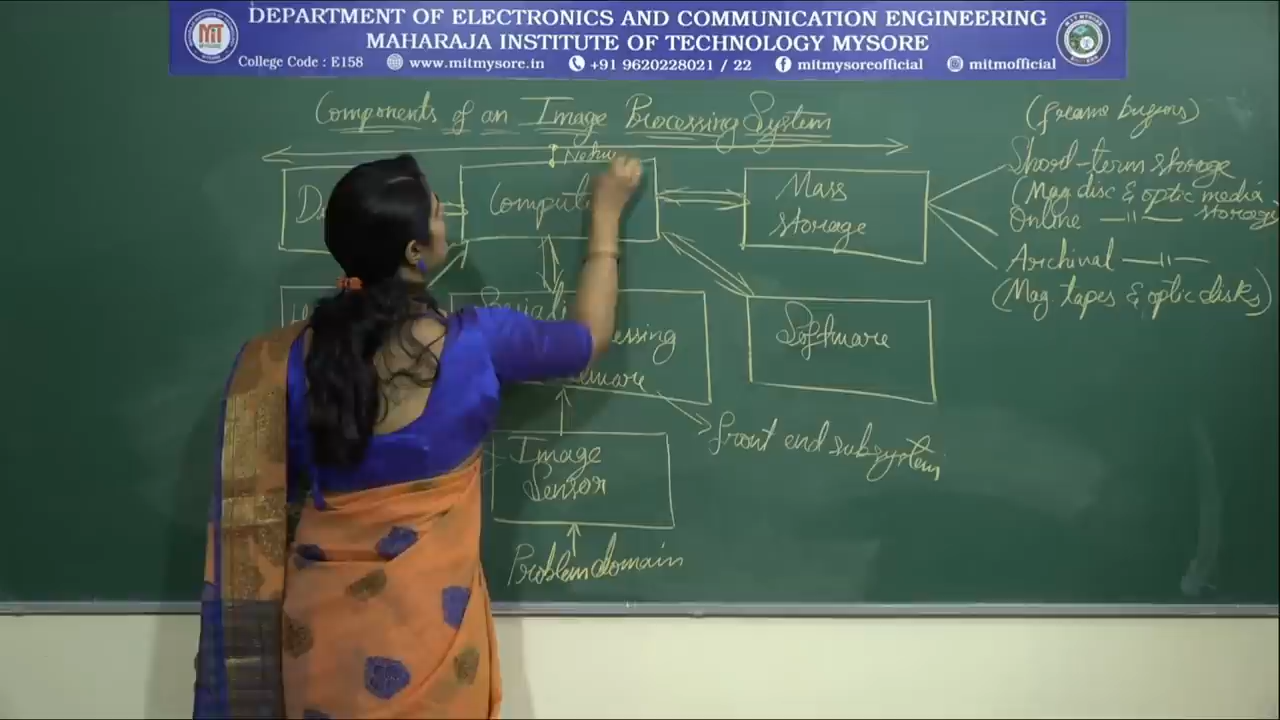 DEPARTMENT OF ELECTRONICS AND COMMUNICATION ENGINEERING
MAHARAJA INSTITUTE OF TECHNOLOGY MYSORE
College Code : E158 www.mitmysore.in +91 9620228021 / 22 mitmysoreofficial mitmofficial
MIT
MYSORE
Components of an Image Processing System
Mass
storage
Software
front end subsystem
Image
Sensor
Problem domain
Short-term storage
(Mag disc & optic media
storage
Online —"—
Archival —"—
(Mag. tapes & optic disks)